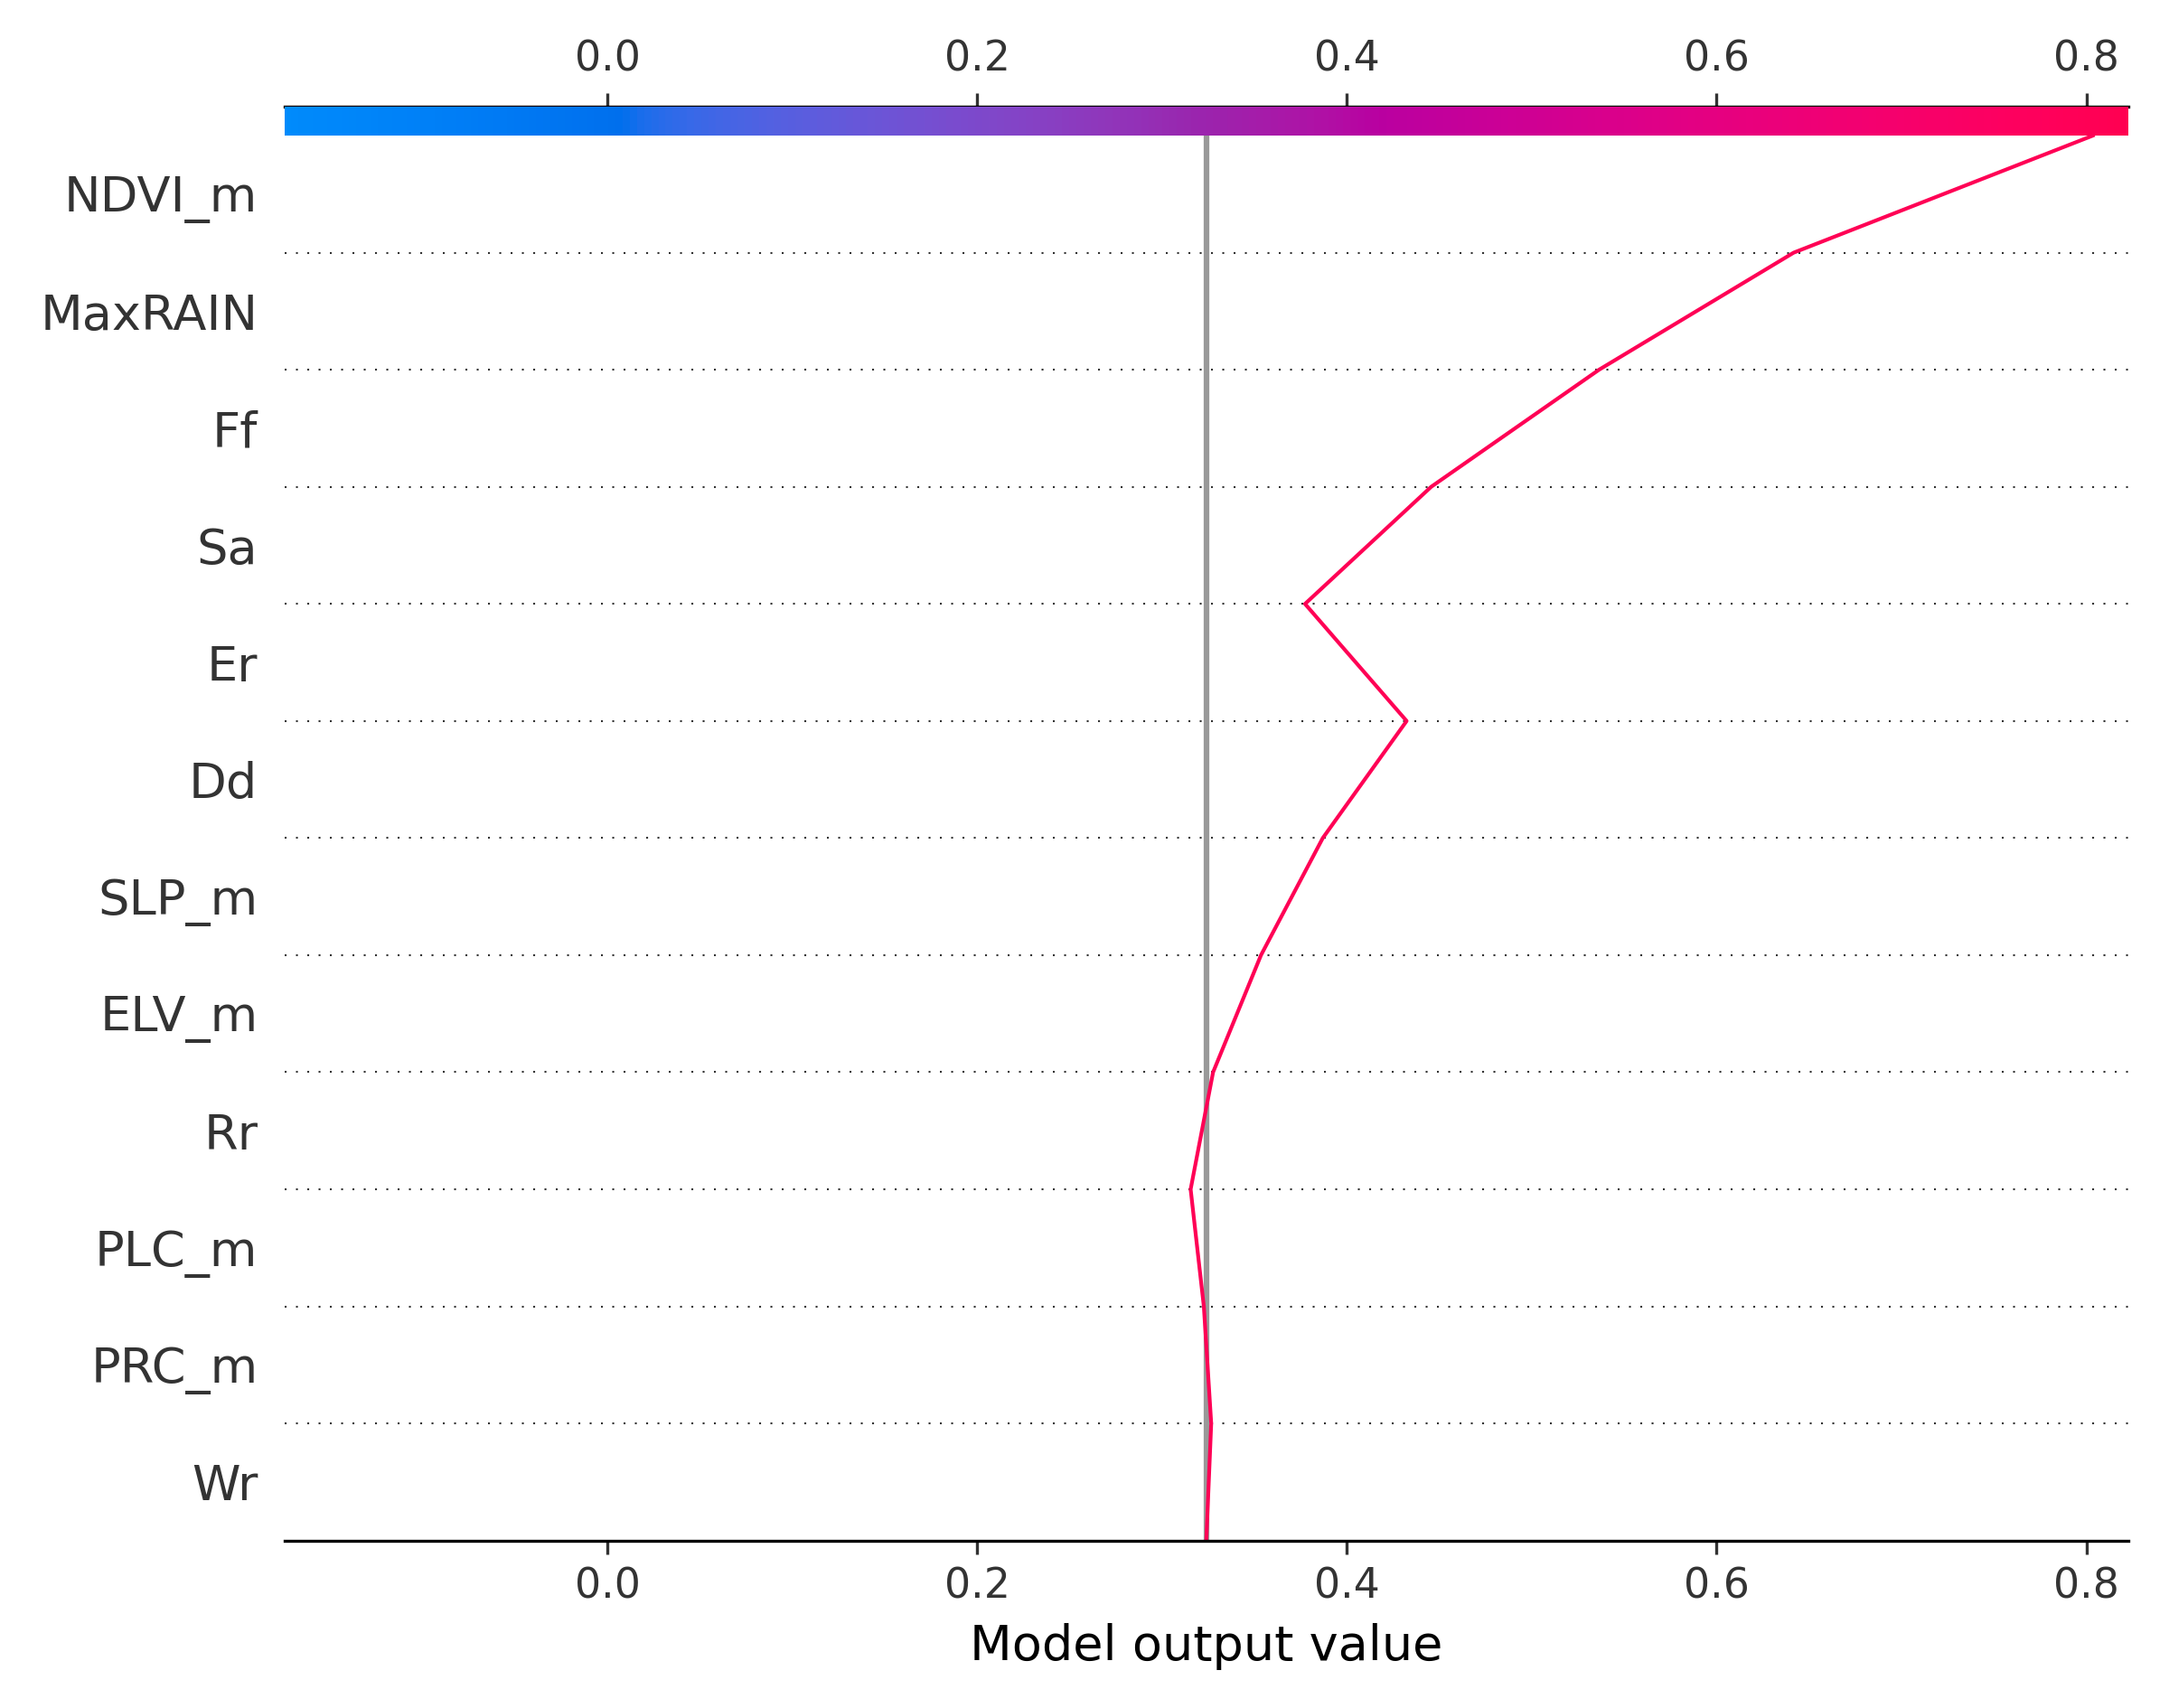 0.0 0.2 0.4 0.6 0.8
NDVI_m
MaxRAIN
Ff
Sa
Er
Dd
SLP_m
ELV_m
Rr
PLC_m
PRC_m
Wr
0.0 0.2 0.4 0.6 0.8
Model output value